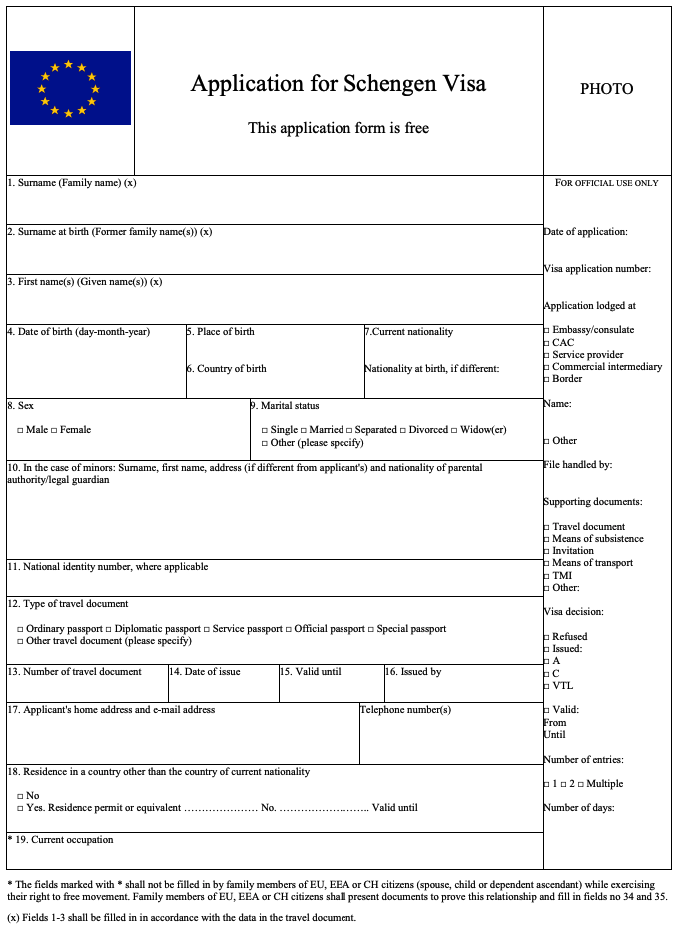 Application for Schengen Visa
This application form is free
PHOTO
1. Surname (Family name) (x)
2. Surname at birth (Former family name(s)) (x)
3. First name(s) (Given name(s)) (x)
4. Date of birth (day-month-year)
5. Place of birth
6. Country of birth
7.Current nationality
Nationality at birth, if different:
8. Sex
□ Male □ Female
9. Marital status
□ Single □ Married □ Separated □ Divorced □ Widow(er)
□ Other (please specify)
10. In the case of minors: Surname, first name, address (if different from applicant's) and nationality of parental
authority/legal guardian
11. National identity number, where applicable
12. Type of travel document
□ Ordinary passport □ Diplomatic passport □ Service passport □ Official passport □ Special passport
□ Other travel document (please specify)
13. Number of travel document
14. Date of issue
15. Valid until
16. Issued by
17. Applicant's home address and e-mail address
Telephone number(s)
18. Residence in a country other than the country of current nationality
□ No
□ Yes. Residence permit or equivalent ………………… No. …………………….. Valid until
* 19. Current occupation
FOR OFFICIAL USE ONLY
Date of application:
Visa application number:
Application lodged at
□ Embassy/consulate
□ CAC
□ Service provider
□ Commercial intermediary
□ Border
Name:
□ Other
File handled by:
Supporting documents:
□ Travel document
□ Means of subsistence
□ Invitation
□ Means of transport
□ TMI
□ Other:
Visa decision:
□ Refused
□ Issued:
□ A
□ C
□ VTL
□ Valid:
From
Until
Number of entries:
□ 1 □ 2 □ Multiple
Number of days:
* The fields marked with * shall not be filled in by family members of EU, EEA or CH citizens (spouse, child or dependent ascendant) while exercising
their right to free movement. Family members of EU, EEA or CH citizens shall present documents to prove this relationship and fill in fields no 34 and 35.
(x) Fields 1-3 shall be filled in in accordance with the data in the travel document.